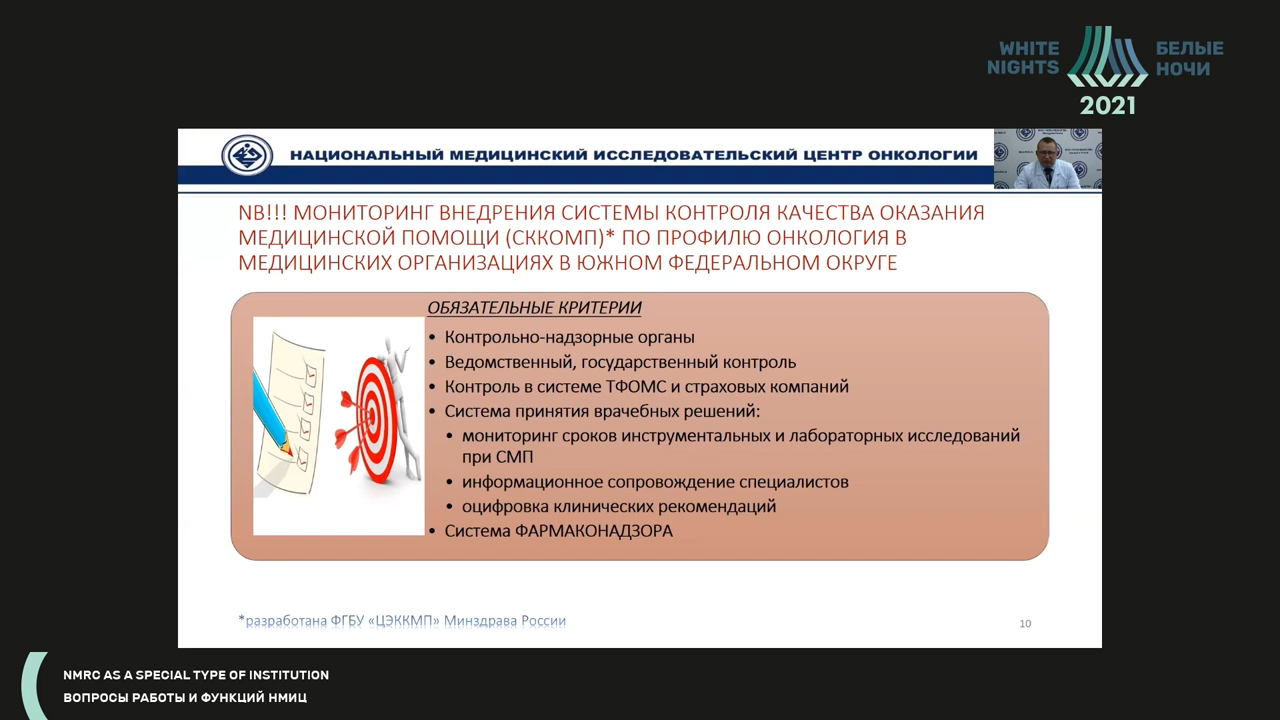 WHITE NIGHTS
БЕЛЫЕ НОЧИ
2021
НАЦИОНАЛЬНЫЙ МЕДИЦИНСКИЙ ИССЛЕДОВАТЕЛЬСКИЙ ЦЕНТР ОНКОЛОГИИ
NB!!! МОНИТОРИНГ ВНЕДРЕНИЯ СИСТЕМЫ КОНТРОЛЯ КАЧЕСТВА ОКАЗАНИЯ
МЕДИЦИНСКОЙ ПОМОЩИ (СККОМП)* ПО ПРОФИЛЮ ОНКОЛОГИЯ В
МЕДИЦИНСКИХ ОРГАНИЗАЦИЯХ В ЮЖНОМ ФЕДЕРАЛЬНОМ ОКРУГЕ
ОБЯЗАТЕЛЬНЫЕ КРИТЕРИИ
• Контрольно-надзорные органы
• Ведомственный, государственный контроль
• Контроль в системе ТФОМС и страховых компаний
• Система принятия врачебных решений:
• мониторинг сроков инструментальных и лабораторных исследований
при СМП
• информационное сопровождение специалистов
• оцифровка клинических рекомендаций
• Система ФАРМАКОНАДЗОРА
*разработана ФГБУ «ЦЭККМП» Минздрава России
10
NMRC AS A SPECIAL TYPE OF INSTITUTION
ВОПРОСЫ РАБОТЫ И ФУНКЦИЙ НМИЦ